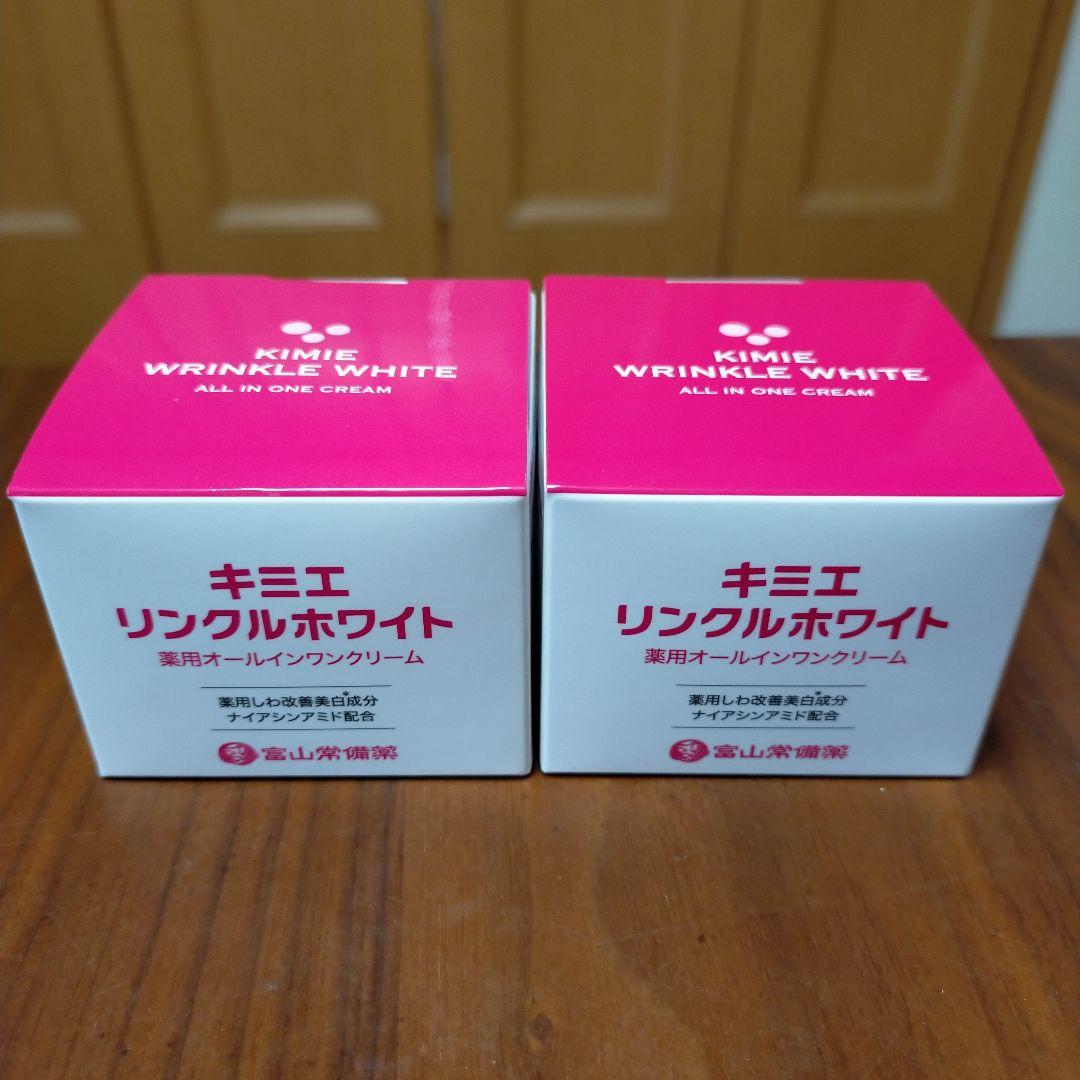 KIMIE
WRINKLE WHITE
ALL IN ONE CREAM
キミエ
リンクルホワイト
薬用オールインワンクリーム
薬用しわ改善美白*成分
ナイアシンアミド配合
富山常備薬
KIMIE
WRINKLE WHITE
ALL IN ONE CREAM
キミエ
リンクルホワイト
薬用オールインワンクリーム
薬用しわ改善美白*成分
ナイアシンアミド配合
富山常備薬